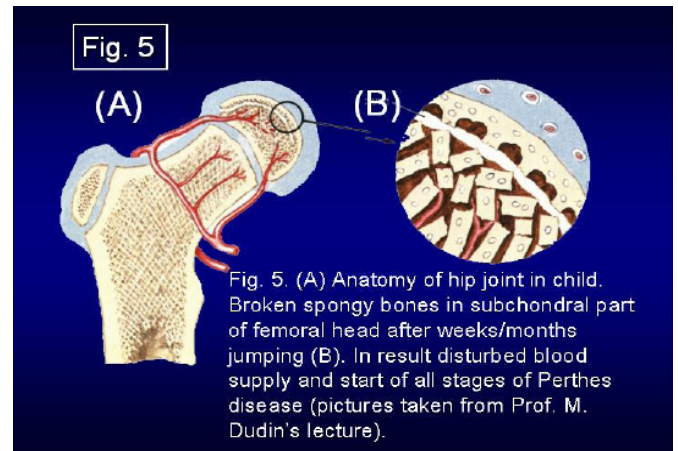 Fig. 5
(A)
(B)
Fig. 5. (A) Anatomy of hip joint in child.
Broken spongy bones in subchondral part
of femoral head after weeks/months
jumping (B). In result disturbed blood
supply and start of all stages of Perthes
disease (pictures taken from Prof. M.
Dudin's lecture).